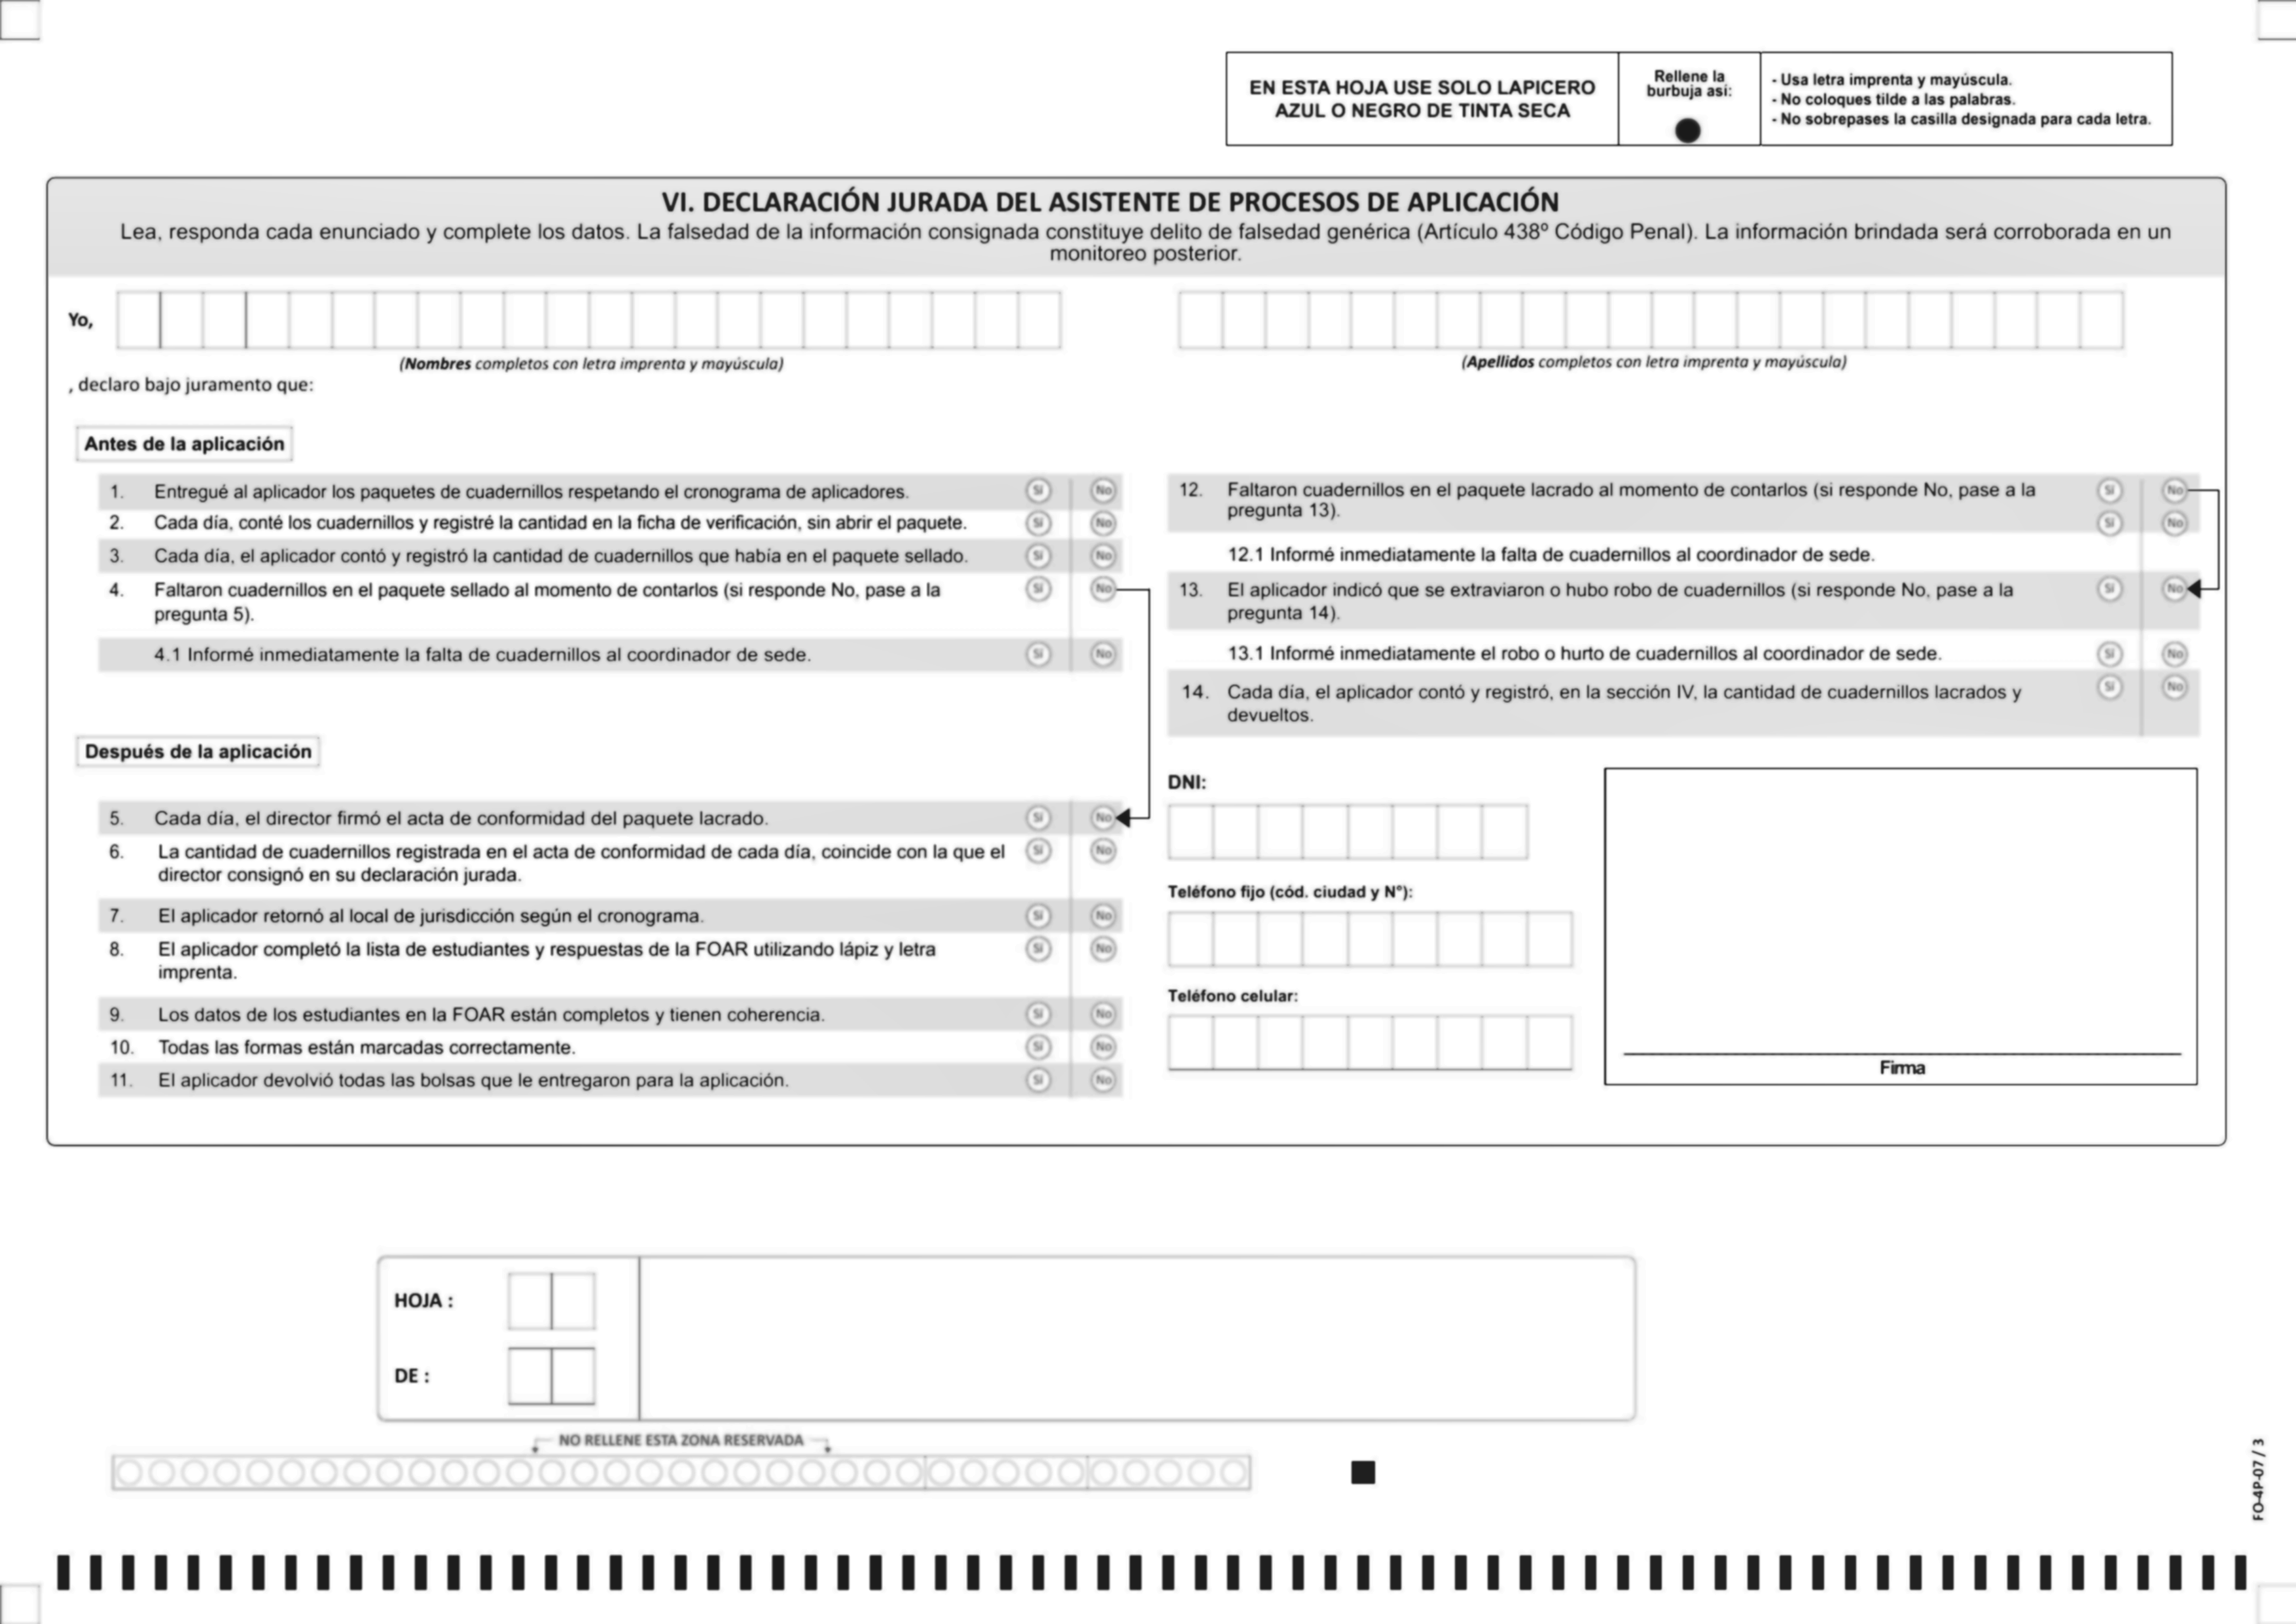 EN ESTA HOJA USE SOLO LAPICERO
AZUL O NEGRO DE TINTA SECA
Rellene la
burbuja asi:
- Usa letra imprenta y mayúscula.
- No coloques tilde a las palabras.
- No sobrepases la casilla designada para cada letra.
VI. DECLARACIÓN JURADA DEL ASISTENTE DE PROCESOS DE APLICACIÓN
Lea, responda cada enunciado y complete los datos. La falsedad de la información consignada constituye delito de falsedad genérica (Artículo 438º Código Penal). La información brindada será corroborada en un
monitoreo posterior.
Yo,
(Nombres completos con letra imprenta y mayúscula)
(Apellidos completos con letra imprenta y mayúscula)
, declaro bajo juramento que:
Antes de la aplicación
1. Entregué al aplicador los paquetes de cuadernillos respetando el cronograma de aplicadores. Sí No
2. Cada día, conté los cuadernillos y registré la cantidad en la ficha de verificación, sin abrir el paquete. Sí No
3. Cada día, el aplicador contó y registró la cantidad de cuadernillos que había en el paquete sellado. Sí No
4. Faltaron cuadernillos en el paquete sellado al momento de contarlos (si responde No, pase a la Sí No
pregunta 5).
4.1 Informé inmediatamente la falta de cuadernillos al coordinador de sede. Sí No
Después de la aplicación
5. Cada día, el director firmó el acta de conformidad del paquete lacrado. Sí No
6. La cantidad de cuadernillos registrada en el acta de conformidad de cada día, coincide con la que el Sí No
director consignó en su declaración jurada.
7. El aplicador retornó al local de jurisdicción según el cronograma. Sí No
8. El aplicador completó la lista de estudiantes y respuestas de la FOAR utilizando lápiz y letra Sí No
imprenta.
9. Los datos de los estudiantes en la FOAR están completos y tienen coherencia. Sí No
10. Todas las formas están marcadas correctamente. Sí No
11. El aplicador devolvió todas las bolsas que le entregaron para la aplicación. Sí No
12. Faltaron cuadernillos en el paquete lacrado al momento de contarlos (si responde No, pase a la Sí No
pregunta 13). Sí No
12.1 Informé inmediatamente la falta de cuadernillos al coordinador de sede.
13. El aplicador indicó que se extraviaron o hubo robo de cuadernillos (si responde No, pase a la Sí No
pregunta 14).
13.1 Informé inmediatamente el robo o hurto de cuadernillos al coordinador de sede. Sí No
14. Cada día, el aplicador contó y registró, en la sección IV, la cantidad de cuadernillos lacrados y Sí No
devueltos.
DNI:
Teléfono fijo (cód. ciudad y N°):
Teléfono celular:
Firma
HOJA :
DE :
NO RELLENE ESTA ZONA RESERVADA
FO-4P-07 / 3